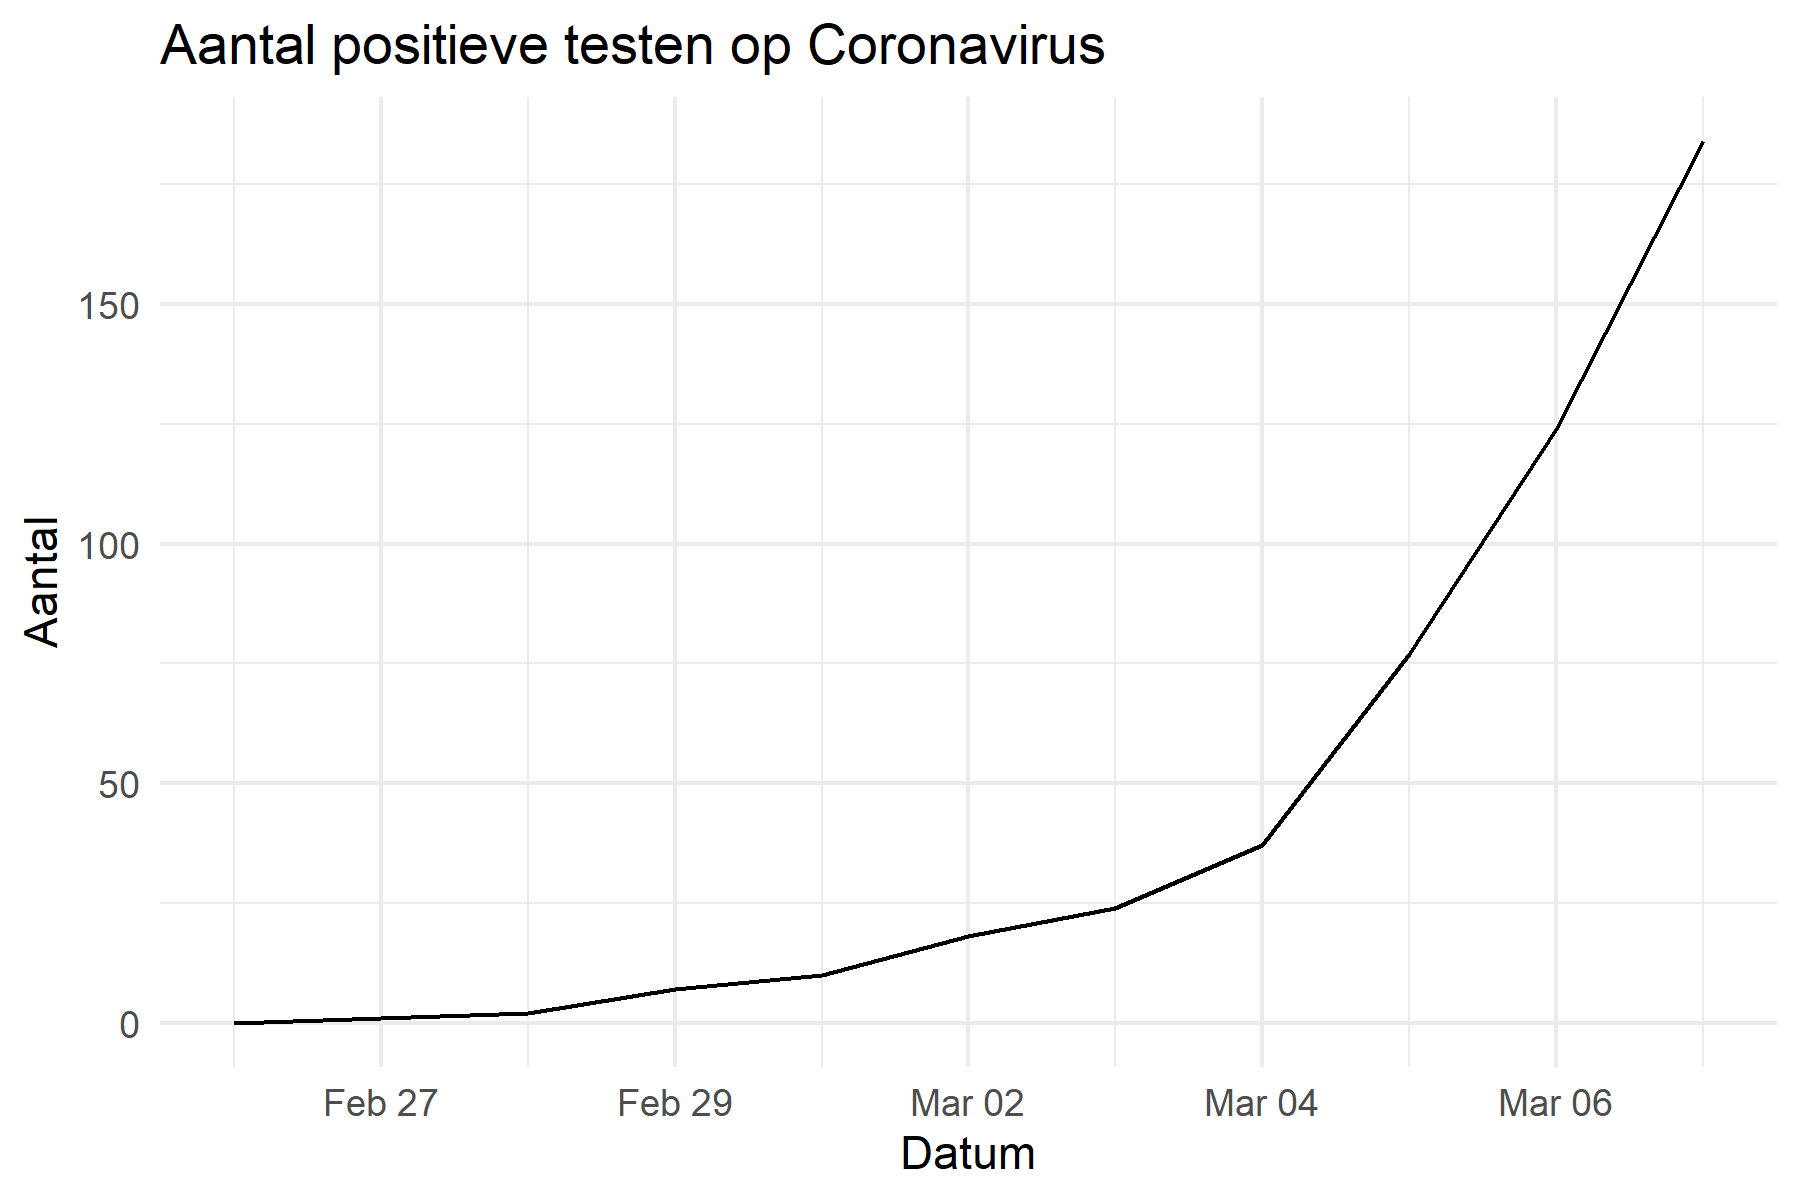 Aantal positieve testen op Coronavirus
150
100
50
0
Aantal
Feb 27 Feb 29 Mar 02 Mar 04 Mar 06
Datum